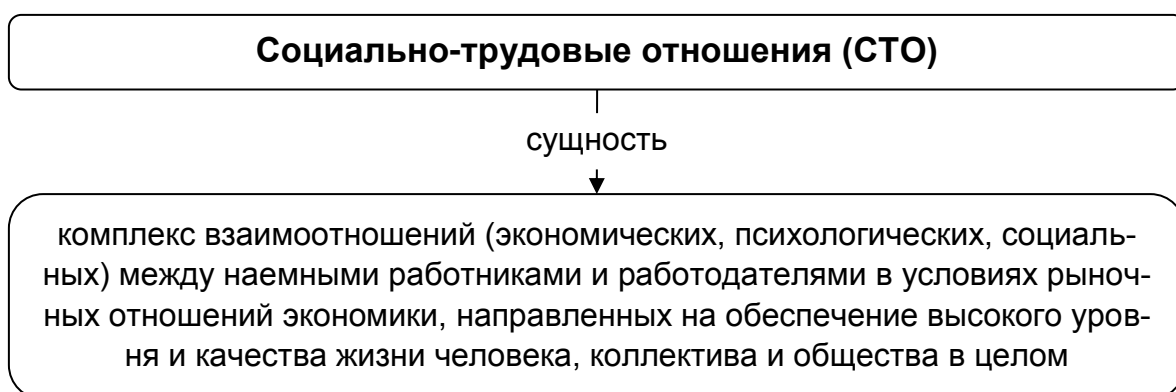 Социально-трудовые отношения (СТО)
сущность
комплекс взаимоотношений (экономических, психологических, социаль-
ных) между наемными работниками и работодателями в условиях рыноч-
ных отношений экономики, направленных на обеспечение высокого уров-
ня и качества жизни человека, коллектива и общества в целом